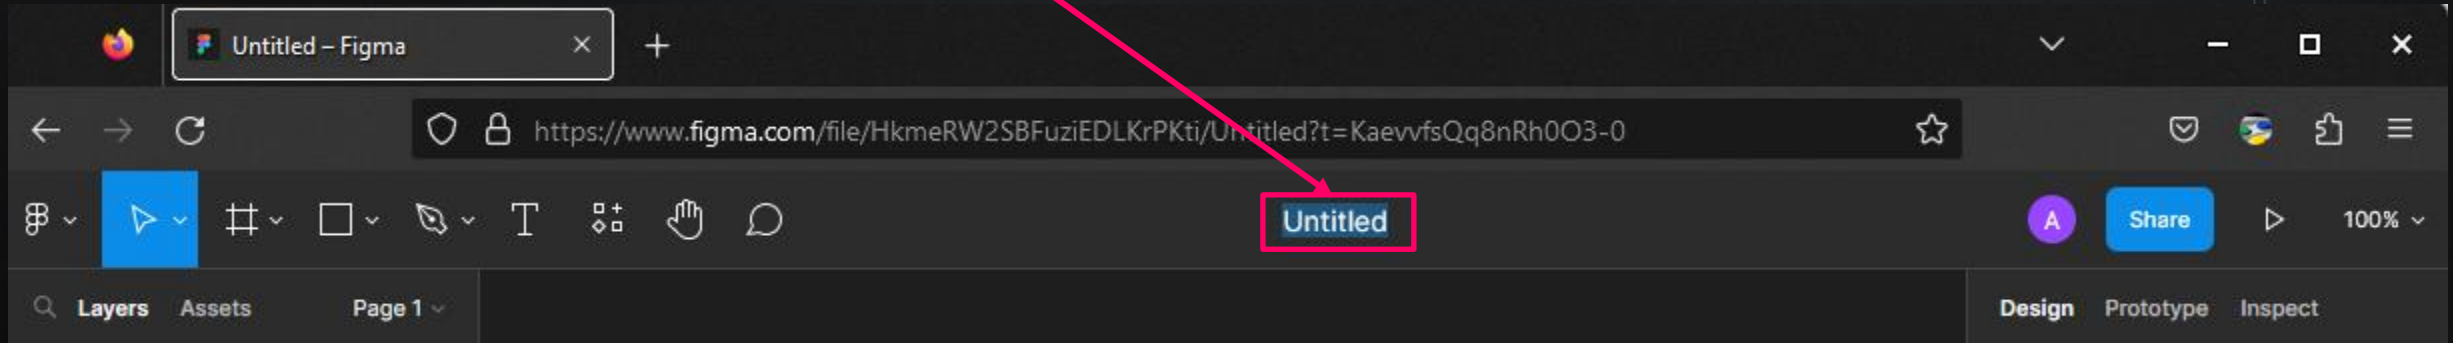 Untitled – Figma
https://www.figma.com/file/HkmeRW2SBFuziEDLKrPKti/Untitled?t=KaevvfsQq8nRh0O3-0
Untitled A Share 100%
Layers Assets Page 1 Design Prototype Inspect